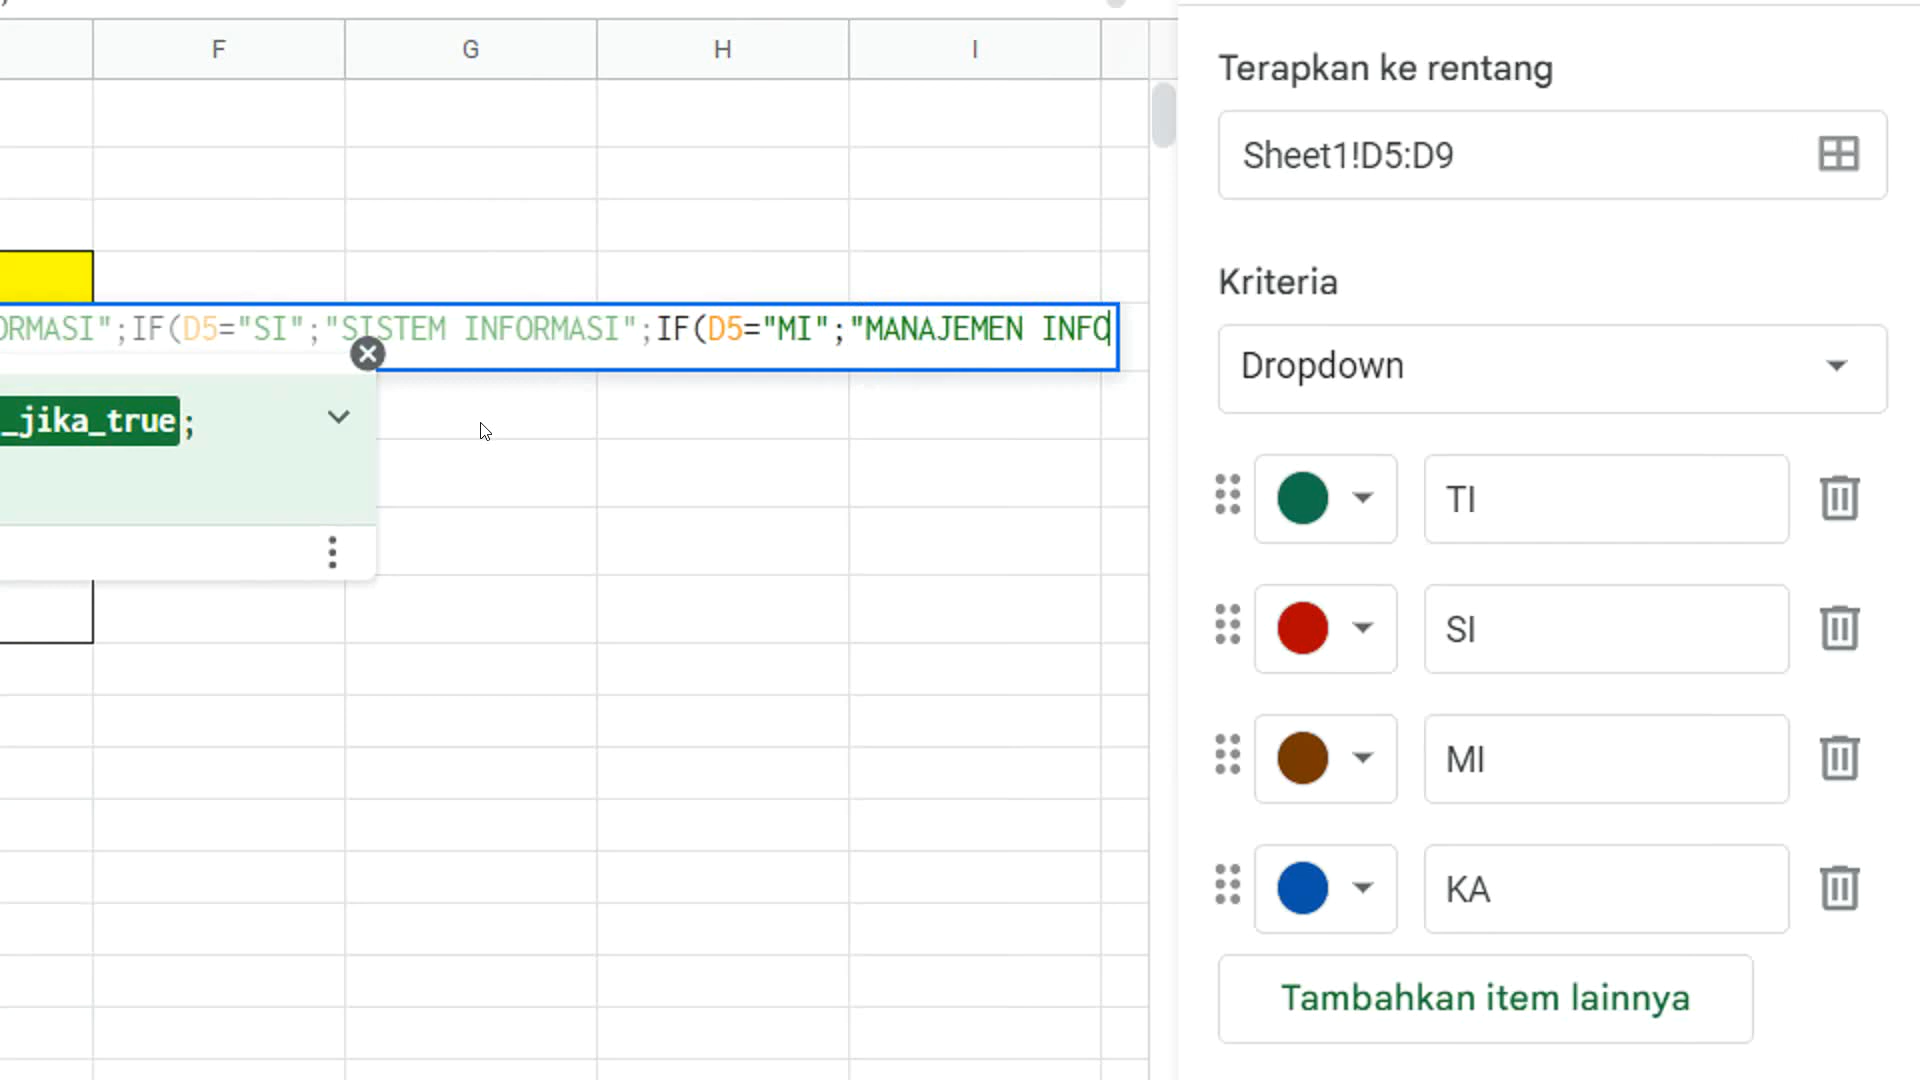 F G H I
Terapkan ke rentang
Sheet1!D5:D9
Kriteria
ORMASI";IF(D5="SI";"SISTEM INFORMASI";IF(D5="MI";"MANAJEMEN INFO
Dropdown
_jika_true;
TI
SI
MI
KA
Tambahkan item lainnya